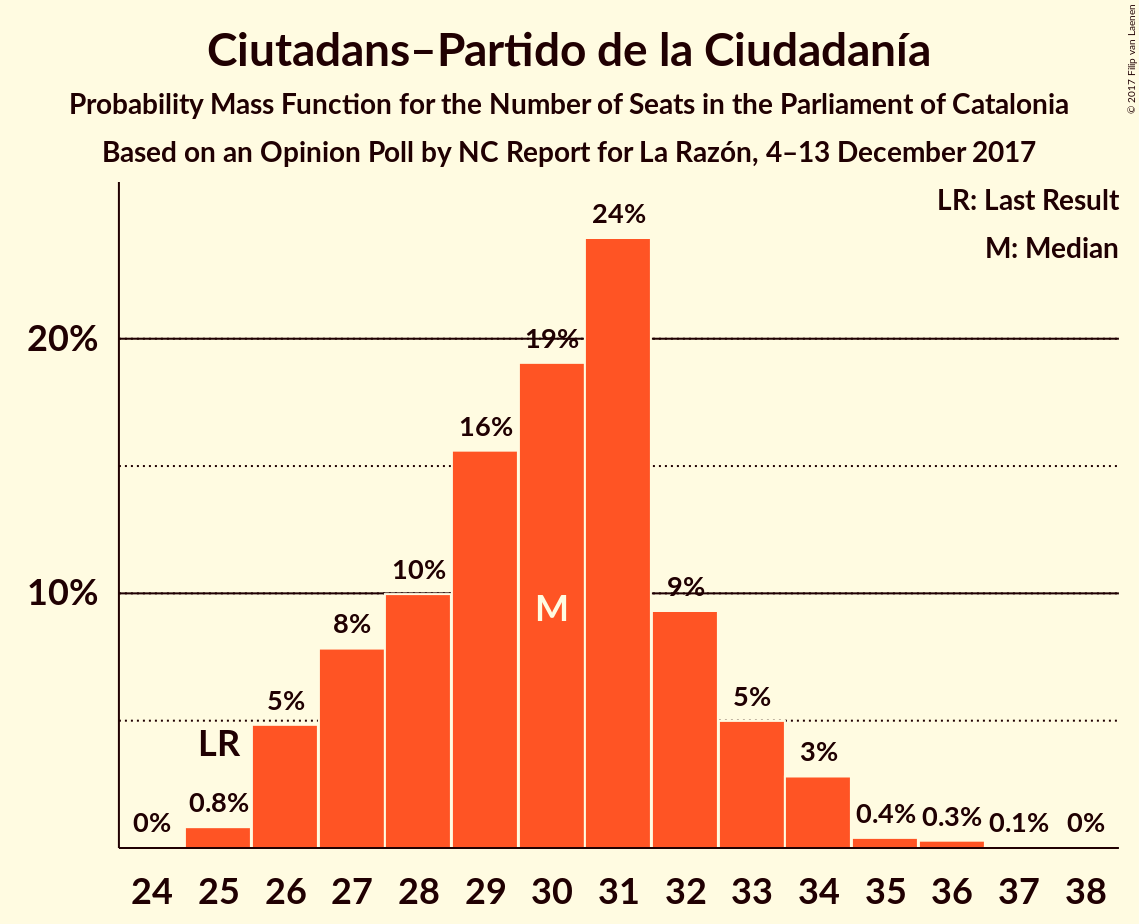 Ciutadans–Partido de la Ciudadanía
Probability Mass Function for the Number of Seats in the Parliament of Catalonia
Based on an Opinion Poll by NC Report for La Razón, 4–13 December 2017
© 2017 Filip van Laenen
LR: Last Result
M: Median
20%
10%
0%
0.8%
5%
8%
10%
16%
19%
24%
9%
5%
3%
0.4%
0.3%
0.1%
0%
LR
M
24 25 26 27 28 29 30 31 32 33 34 35 36 37 38